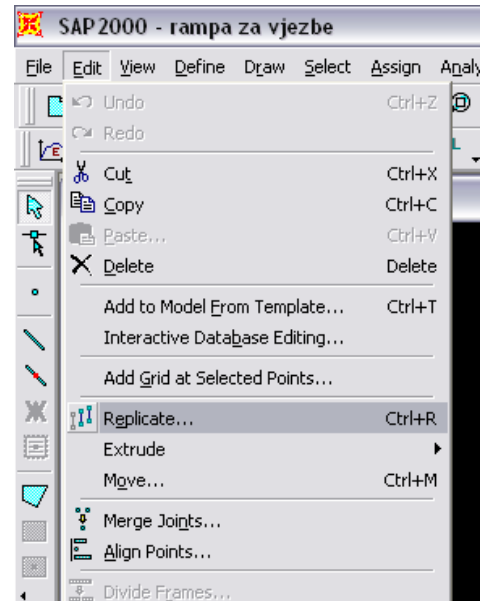 SAP2000 - rampa za vježbe
File Edit View Define Draw Select Assign Analy
Undo Ctrl+Z
Redo
Cut Ctrl+X
Copy Ctrl+C
Paste... Ctrl+V
Delete Delete
Add to Model From Template... Ctrl+T
Interactive Database Editing...
Add Grid at Selected Points...
Replicate... Ctrl+R
Extrude
Move... Ctrl+M
Merge Joints...
Align Points...
Divide Frames...